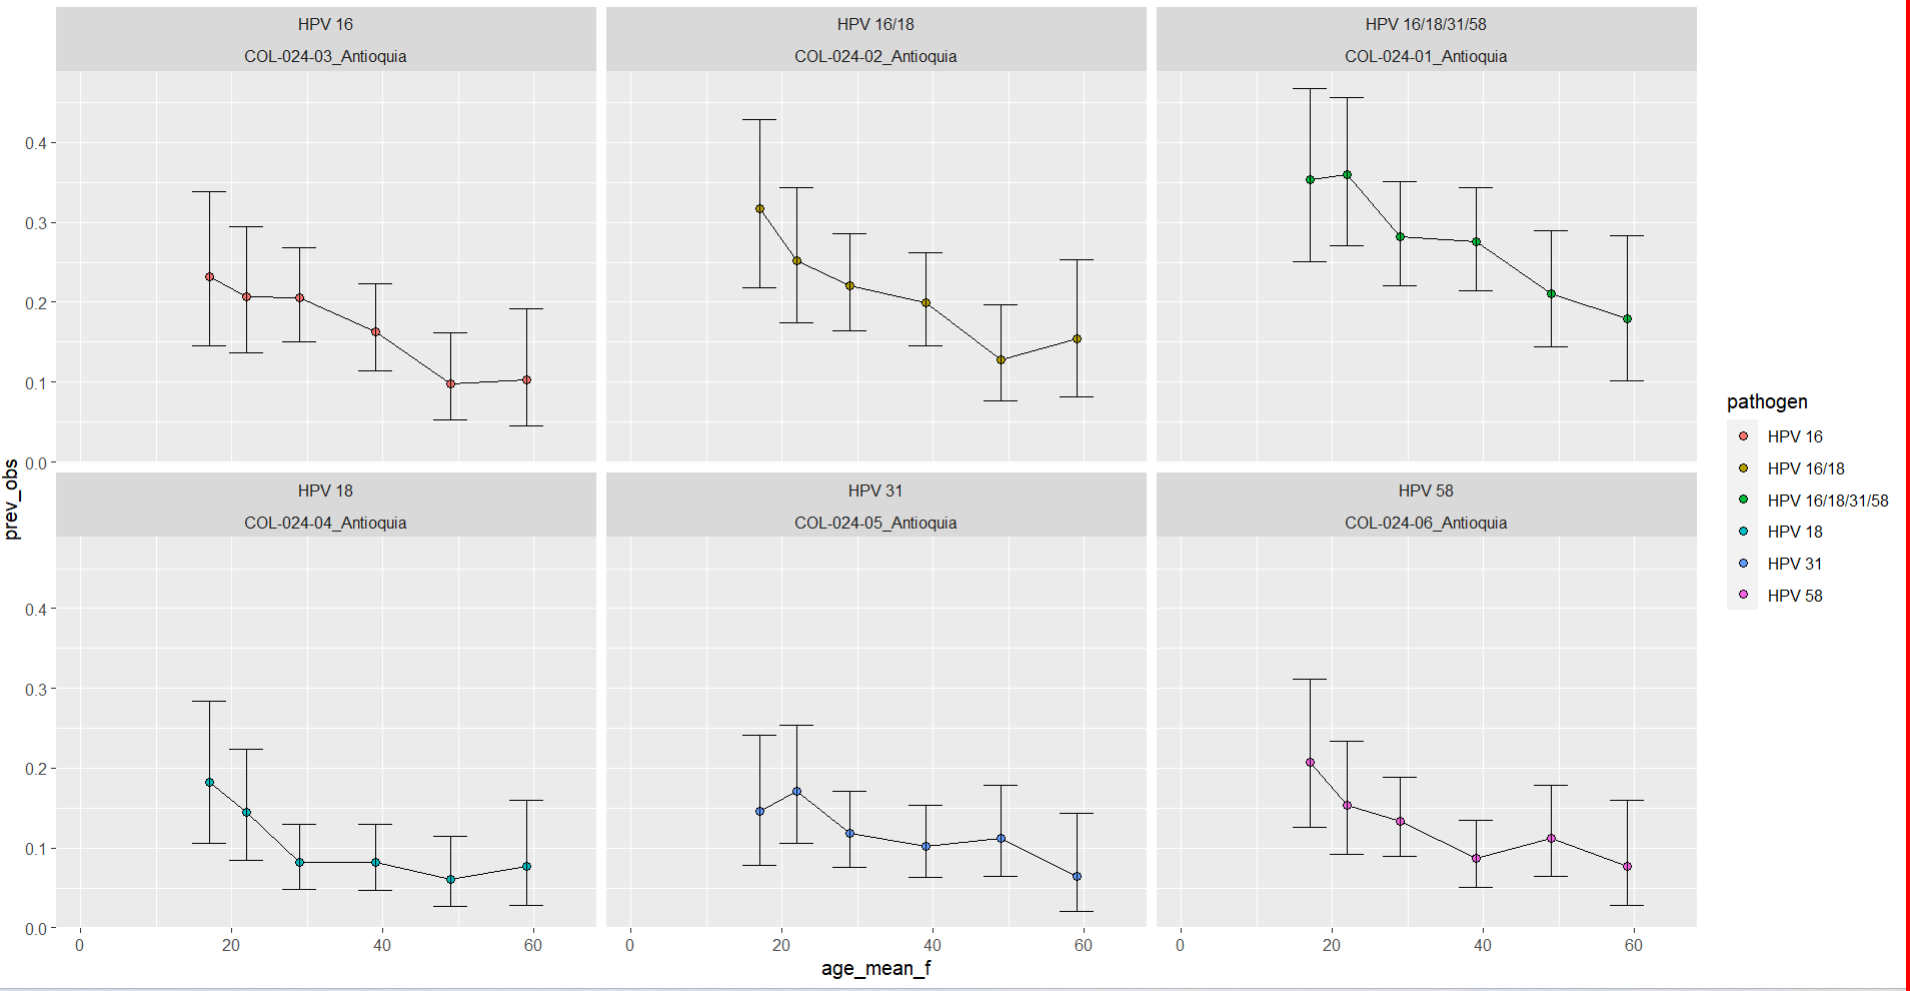 HPV 16
COL-024-03_Antioquia
HPV 16/18
COL-024-02_Antioquia
HPV 16/18/31/58
COL-024-01_Antioquia
0.4
0.3
0.2
0.1
0.0
prev_obs
HPV 18
COL-024-04_Antioquia
HPV 31
COL-024-05_Antioquia
HPV 58
COL-024-06_Antioquia
0.4
0.3
0.2
0.1
0.0
0 20 40 60
0 20 40 60
0 20 40 60
age_mean_f
pathogen
HPV 16
HPV 16/18
HPV 16/18/31/58
HPV 18
HPV 31
HPV 58